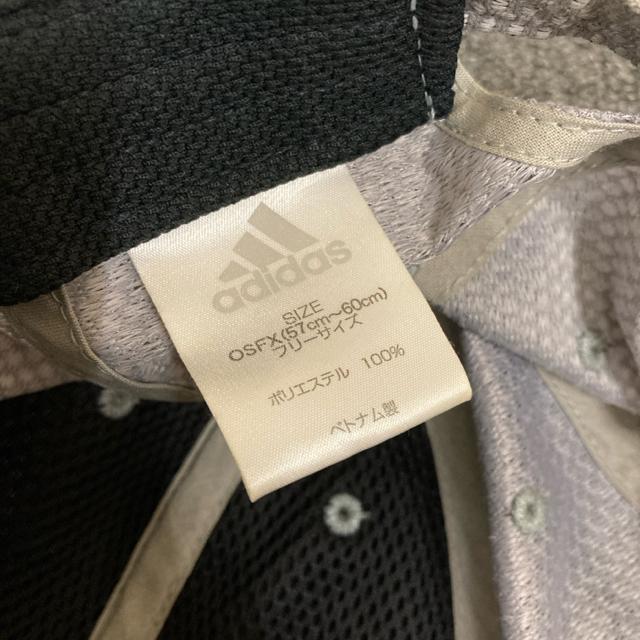 adidas
SIZE
OSFX(57cm～60cm)
フリーサイズ
ポリエステル 100%
ベトナム製